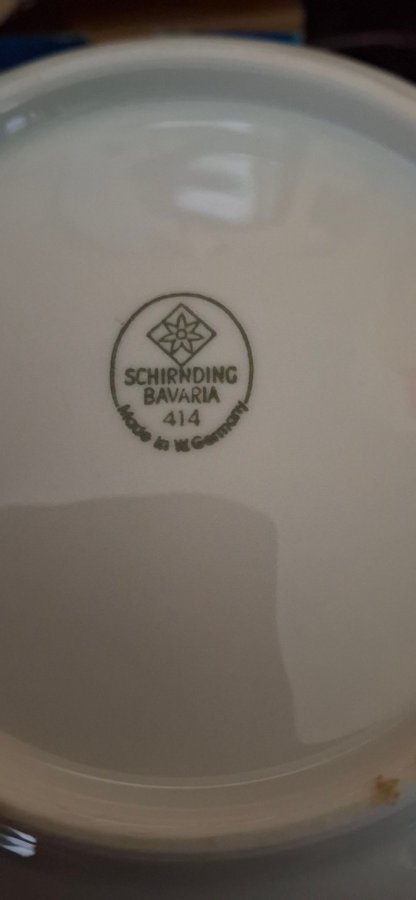 SCHIRNDING
BAVARIA
414
Made in W. Germany